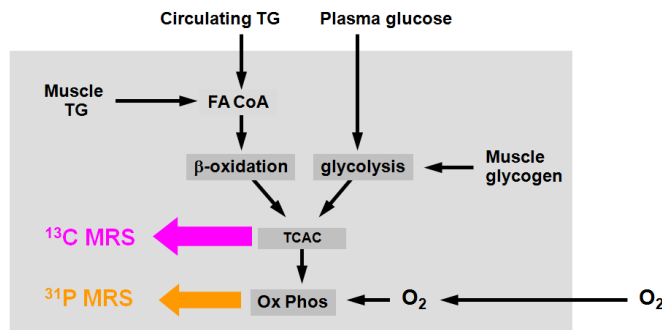 Circulating TG
Plasma glucose
Muscle
TG
FA CoA
β-oxidation
glycolysis
Muscle
glycogen
¹³C MRS
TCAC
³¹P MRS
Ox Phos
O₂
O₂